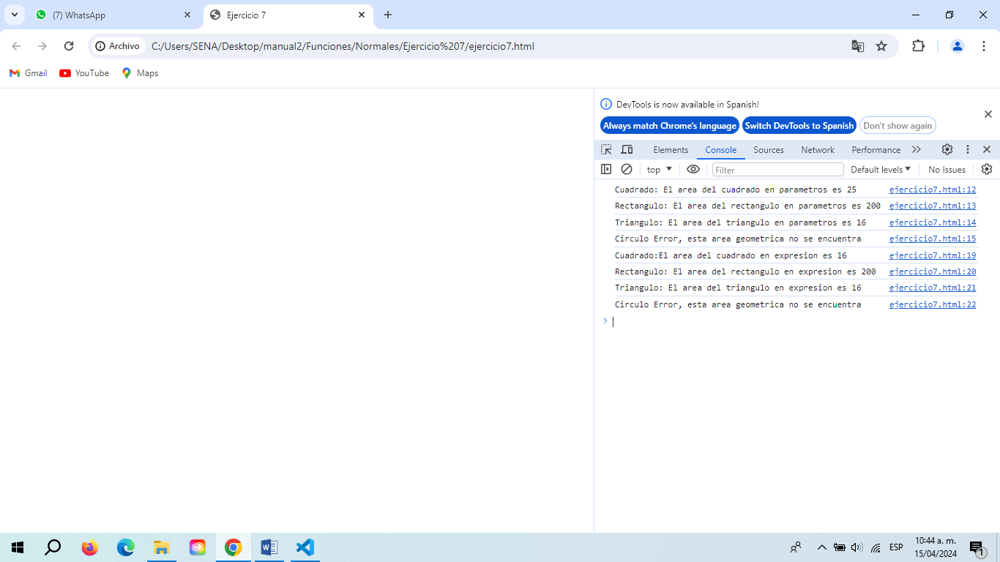 (7) WhatsApp
Ejercicio 7
Archivo
C:/Users/SENA/Desktop/manual2/Funciones/Normales/Ejercicio%207/ejercicio7.html
Gmail
YouTube
Maps
DevTools is now available in Spanish!
Always match Chrome's language
Switch DevTools to Spanish
Don't show again
Elements
Console
Sources
Network
Performance
top
Filter
Default levels
No Issues
Cuadrado: El area del cuadrado en parametros es 25 ejercicio7.html:12
Rectangulo: El area del rectangulo en parametros es 200 ejercicio7.html:13
Triangulo: El area del triangulo en parametros es 16 ejercicio7.html:14
Circulo Error, esta area geometrica no se encuentra ejercicio7.html:15
Cuadrado:El area del cuadrado en expresion es 16 ejercicio7.html:19
Rectangulo: El area del rectangulo en expresion es 200 ejercicio7.html:20
Triangulo: El area del triangulo en expresion es 16 ejercicio7.html:21
Circulo Error, esta area geometrica no se encuentra ejercicio7.html:22
ESP
10:44 a. m.
15/04/2024
1